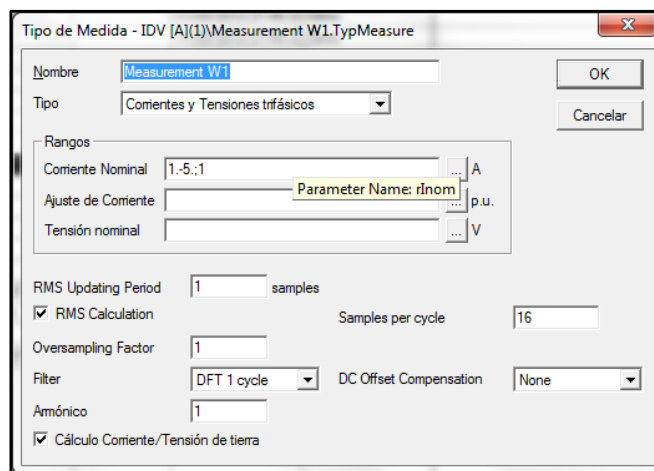 Tipo de Medida - IDV [A](1)\Measurement W1.TypMeasure
Nombre Measurement W1 OK
Tipo Corrientes y Tensiones trifásicos Cancelar
Rangos
Corriente Nominal 1.-5.;1 ... A
Parameter Name: rInom
Ajuste de Corriente ... p.u.
Tensión nominal ... V
RMS Updating Period 1 samples
RMS Calculation Samples per cycle 16
Oversampling Factor 1
Filter DFT 1 cycle DC Offset Compensation None
Armónico 1
Cálculo Corriente/Tensión de tierra